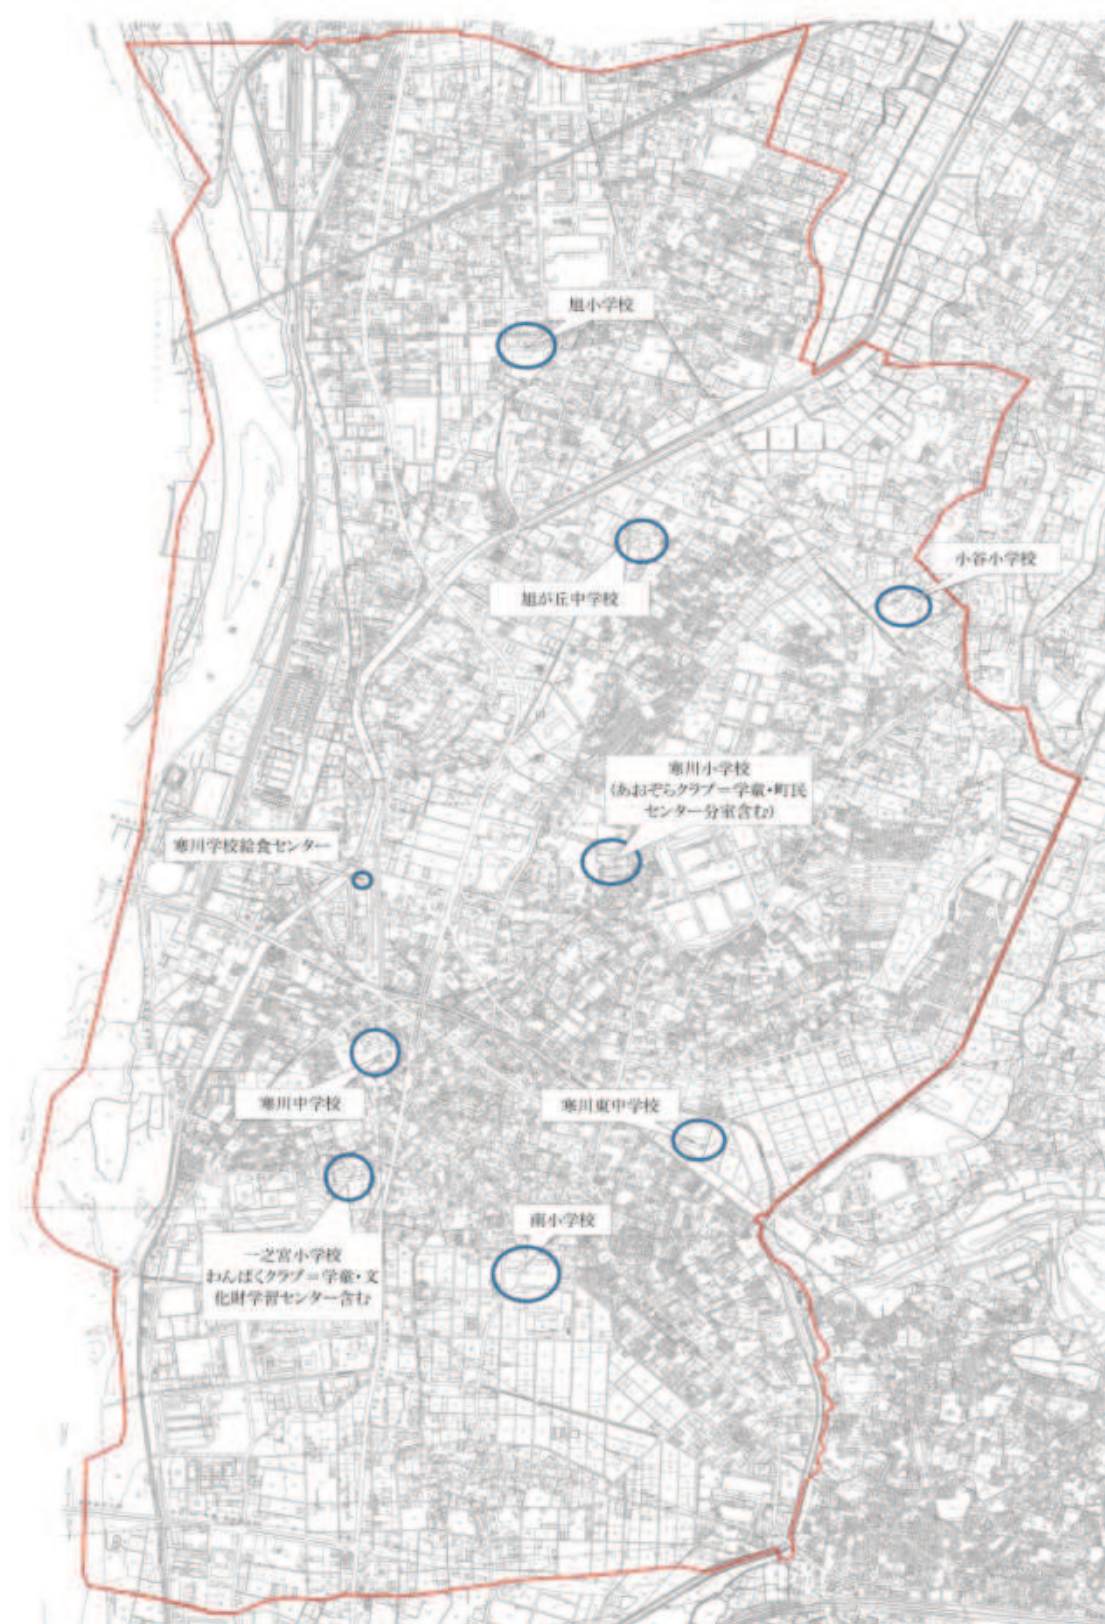 旭小学校
小谷小学校
旭が丘中学校
寒川小学校
(あおぞらクラブ＝学童・町民
センター分室含む)
寒川学校給食センター
寒川中学校
寒川東中学校
南小学校
一之宮小学校
わんぱくクラブ＝学童・文
化財学習センター含む